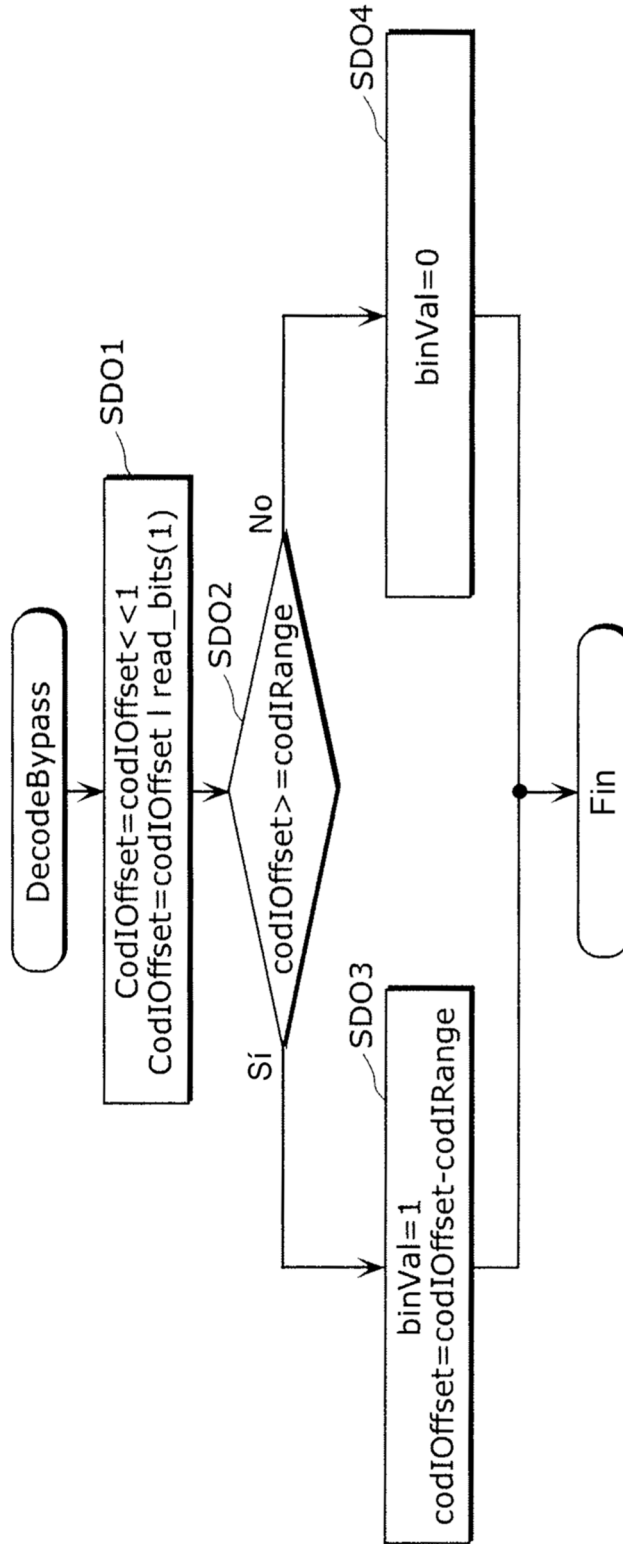 DecodeBypass
SDO1
CodIOffset=codIOffset<<1
CodIOffset=codIOffset | read_bits(1)
SDO2
codIOffset>=codIRange
Sí
No
SDO3
binVal=1
codIOffset=codIOffset-codIRange
SDO4
binVal=0
Fin